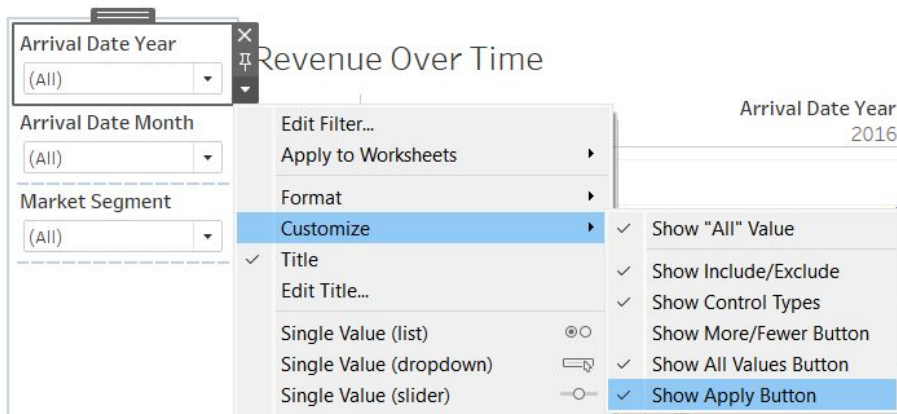 Arrival Date Year
(All)
Revenue Over Time
Arrival Date Month
(All)
Market Segment
(All)
Arrival Date Year
2016
Edit Filter...
Apply to Worksheets
Format
Customize
Title
Edit Title...
Single Value (list)
Single Value (dropdown)
Single Value (slider)
Show "All" Value
Show Include/Exclude
Show Control Types
Show More/Fewer Button
Show All Values Button
Show Apply Button